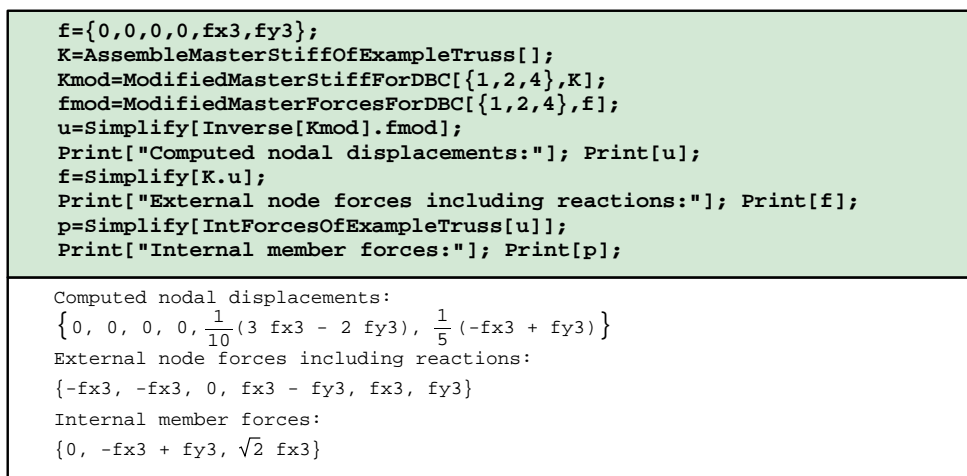 f={0,0,0,0,fx3,fy3};
K=AssembleMasterStiffOfExampleTruss[];
Kmod=ModifiedMasterStiffForDBC[{1,2,4},K];
fmod=ModifiedMasterForcesForDBC[{1,2,4},f];
u=Simplify[Inverse[Kmod].fmod];
Print["Computed nodal displacements:"]; Print[u];
f=Simplify[K.u];
Print["External node forces including reactions:"]; Print[f];
p=Simplify[IntForcesOfExampleTruss[u]];
Print["Internal member forces:"]; Print[p];
Computed nodal displacements:
{0, 0, 0, 0, 1/10 (3 fx3 - 2 fy3), 1/5 (-fx3 + fy3)}
External node forces including reactions:
{-fx3, -fx3, 0, fx3 - fy3, fx3, fy3}
Internal member forces:
{0, -fx3 + fy3, √2 fx3}